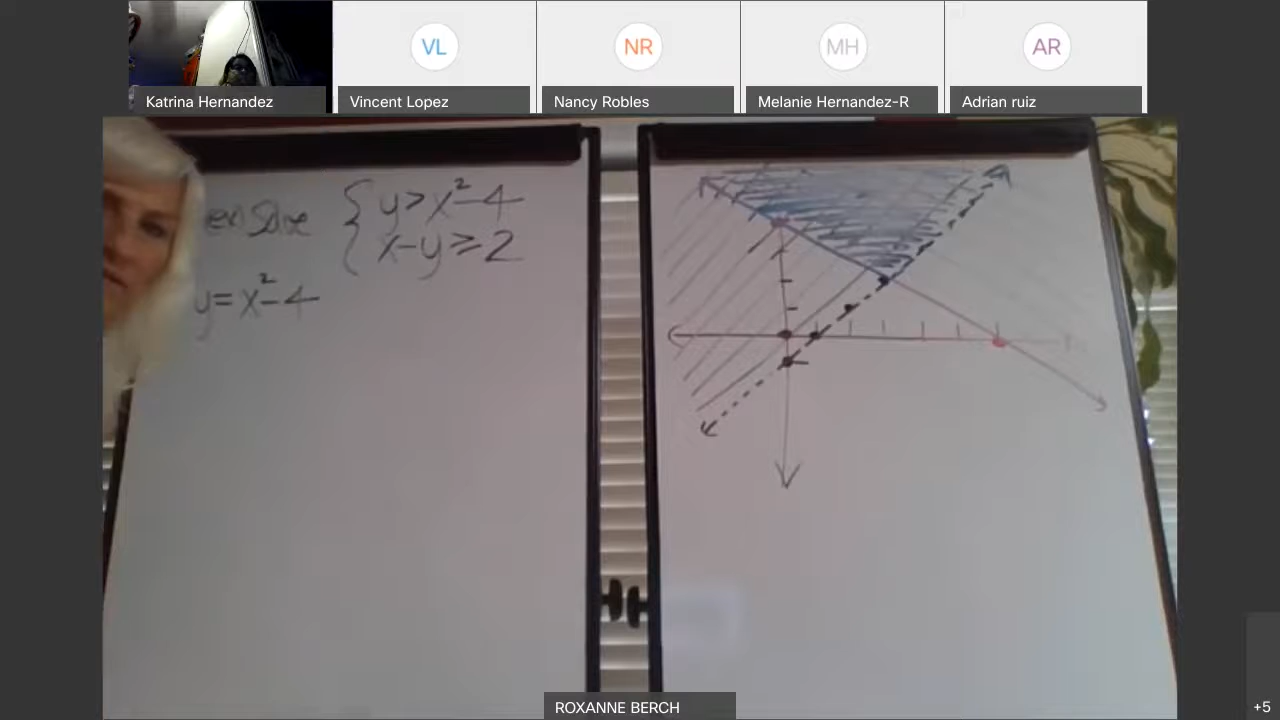 VL
NR
MH
AR
Katrina Hernandez
Vincent Lopez
Nancy Robles
Melanie Hernandez-R
Adrian ruiz
y>x²-4
x-y≥2
y=x²-4
ROXANNE BERCH
+5